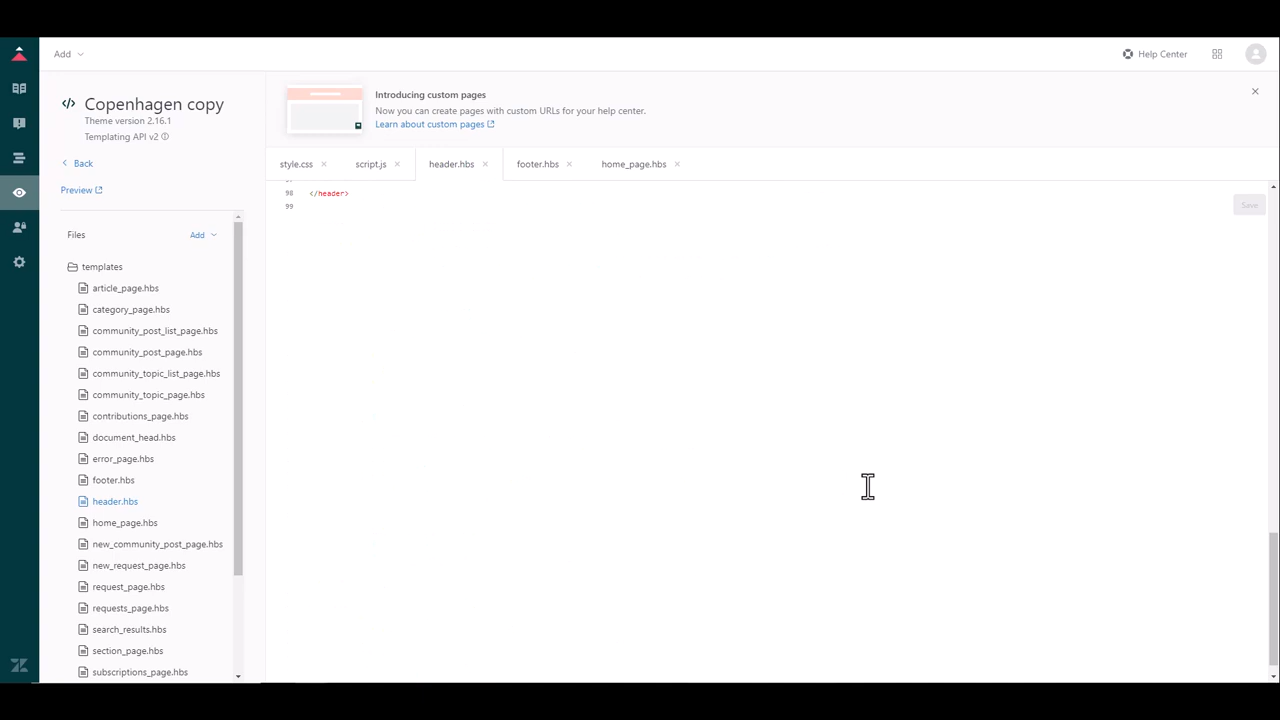 Add
Help Center
Copenhagen copy
Theme version 2.16.1
Templating API v2
Back
Preview
Files
Add
templates
article_page.hbs
category_page.hbs
community_post_list_page.hbs
community_post_page.hbs
community_topic_list_page.hbs
community_topic_page.hbs
contributions_page.hbs
document_head.hbs
error_page.hbs
footer.hbs
header.hbs
home_page.hbs
new_community_post_page.hbs
new_request_page.hbs
request_page.hbs
requests_page.hbs
search_results.hbs
section_page.hbs
subscriptions_page.hbs
Introducing custom pages
Now you can create pages with custom URLs for your help center.
Learn about custom pages
style.css
script.js
header.hbs
footer.hbs
home_page.hbs
98 </header>
99
Save